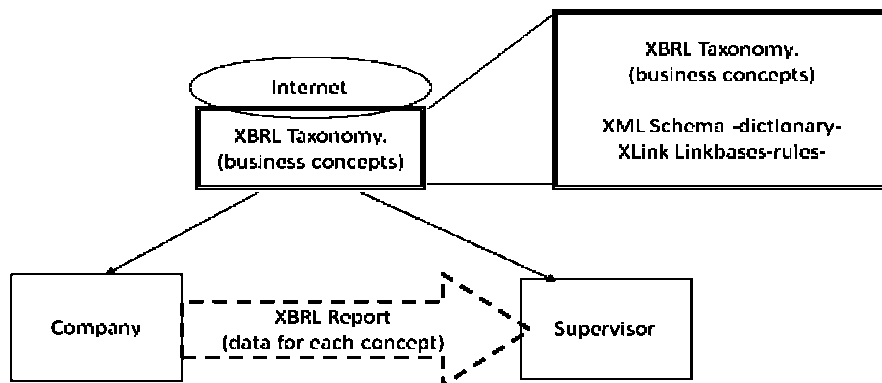 Internet
XBRL Taxonomy.
(business concepts)
XBRL Taxonomy.
(business concepts)
XML Schema -dictionary-
XLink Linkbases-rules-
Company
XBRL Report
(data for each concept)
Supervisor